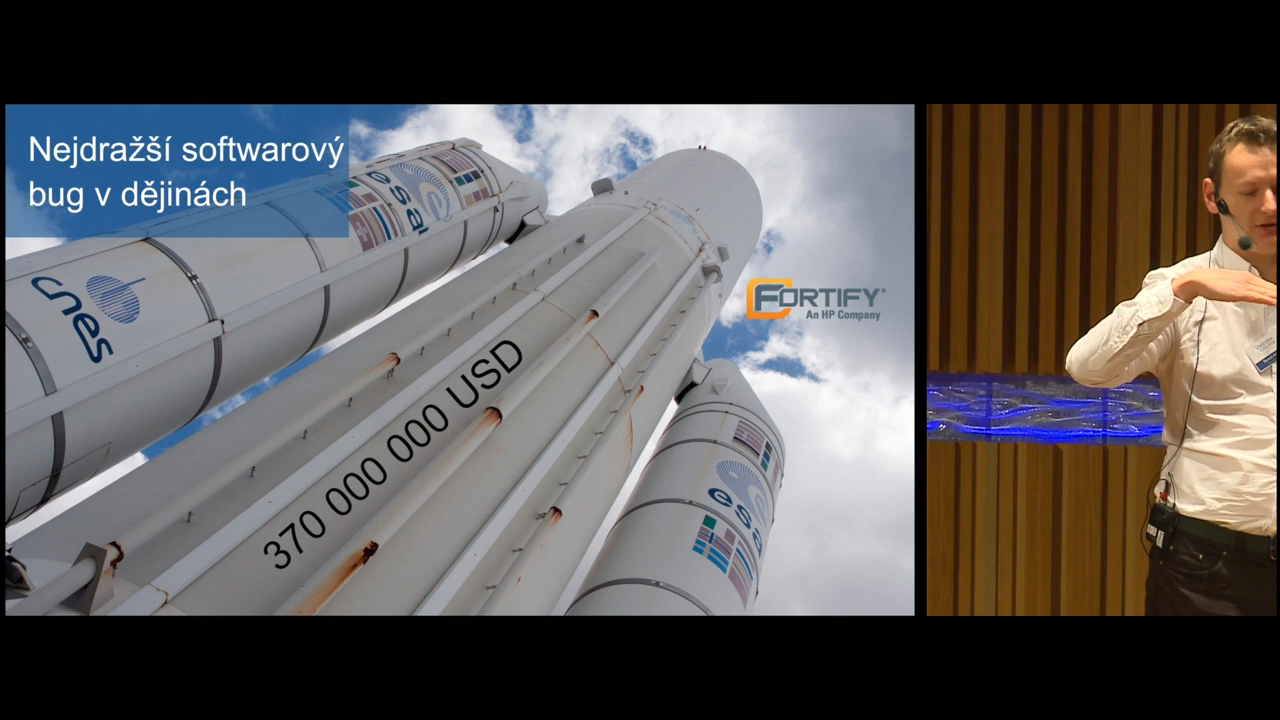 Nejdražší softwarový
bug v dějinách
cnes
esa
FORTIFY®
An HP Company
370 000 000 USD
esa